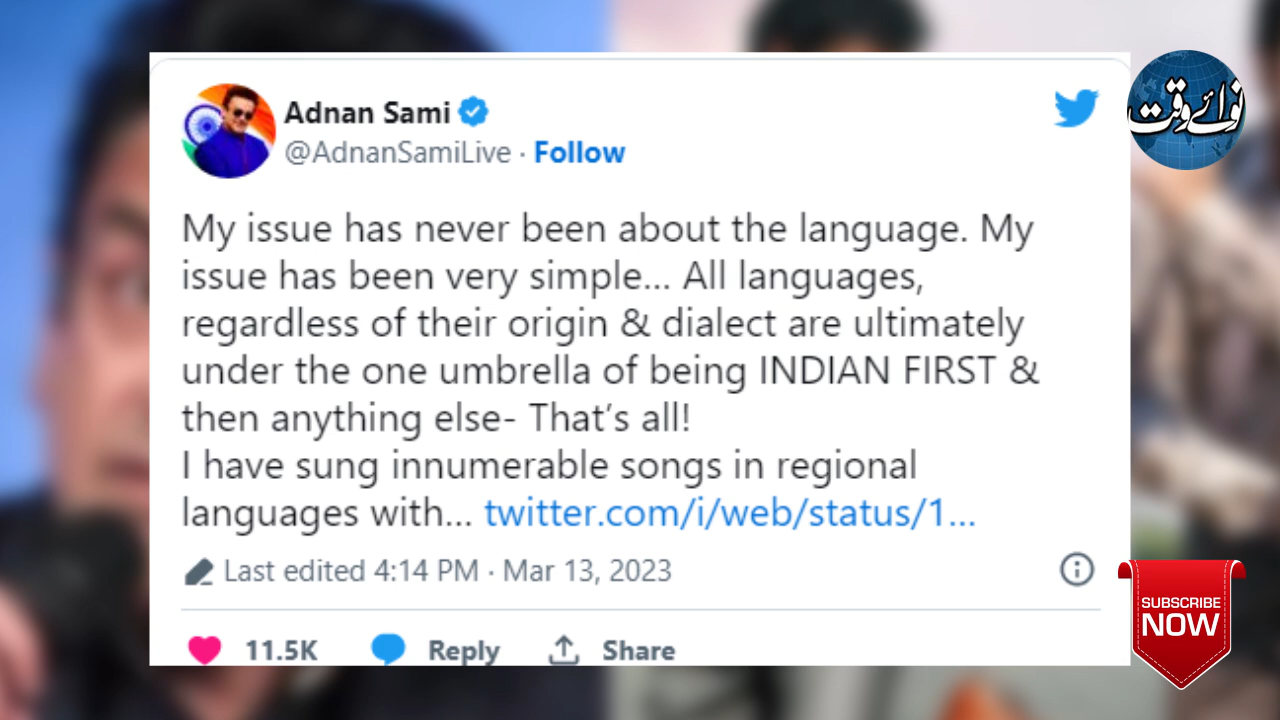 Adnan Sami
@AdnanSamiLive · Follow
نوائے وقت
My issue has never been about the language. My
issue has been very simple... All languages,
regardless of their origin & dialect are ultimately
under the one umbrella of being INDIAN FIRST &
then anything else- That's all!
I have sung innumerable songs in regional
languages with... twitter.com/i/web/status/1...
Last edited 4:14 PM · Mar 13, 2023
11.5K Reply Share
SUBSCRIBE
NOW